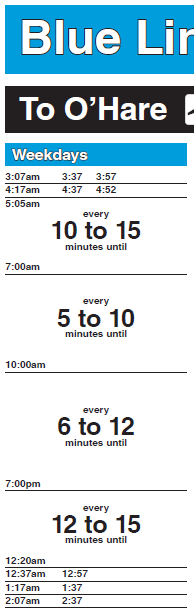 Blue Lin
To O'Hare
Weekdays
3:07am 3:37 3:57
4:17am 4:37 4:52
5:05am
every
10 to 15
minutes until
7:00am
every
5 to 10
minutes until
10:00am
every
6 to 12
minutes until
7:00pm
every
12 to 15
minutes until
12:20am
12:37am 12:57
1:17am 1:37
2:07am 2:37